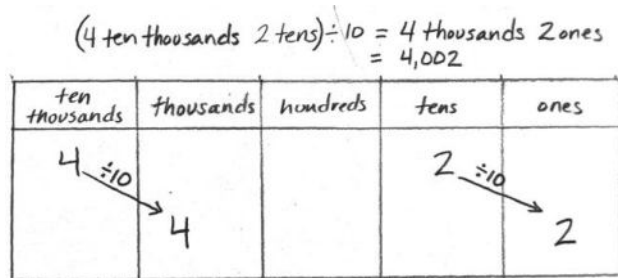 (4 ten thousands 2 tens) ÷ 10 = 4 thousands 2 ones
= 4,002
ten thousands | thousands | hundreds | tens | ones
4 ÷10 2 ÷10
4 2